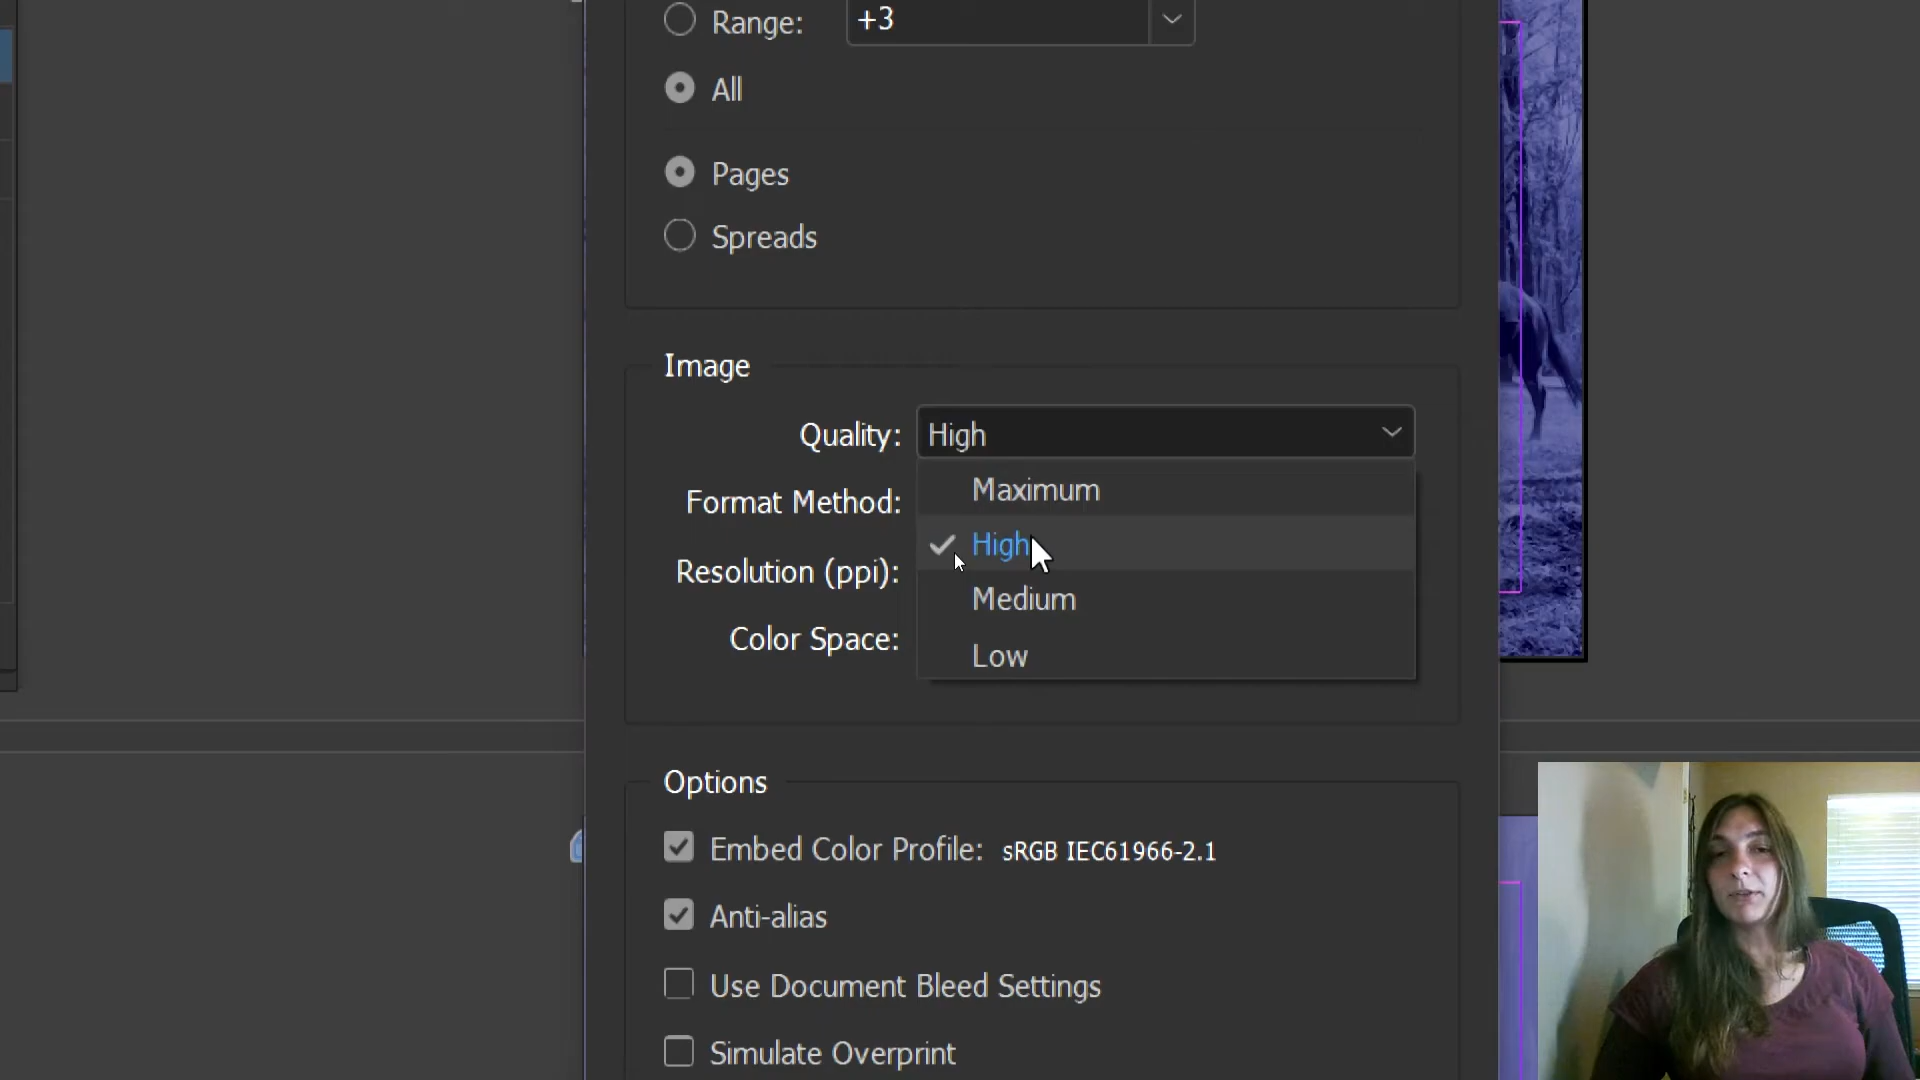 Range: +3
All
Pages
Spreads
Image
Quality: High
Maximum
Format Method:
High
Resolution (ppi):
Medium
Color Space:
Low
Options
Embed Color Profile: sRGB IEC61966-2.1
Anti-alias
Use Document Bleed Settings
Simulate Overprint